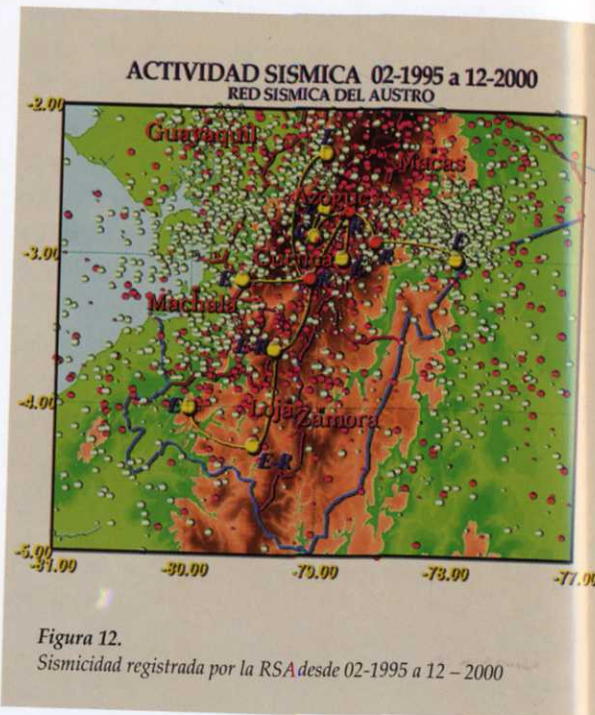 ACTIVIDAD SISMICA 02-1995 a 12-2000
RED SISMICA DEL AUSTRO
-2.00
Guayaquil
Macas
E
Azogue
-3.00
Cuenca
E
Machala
E-R
-4.00
E
Loja
Zamora
E-R
-5.00
-81.00 -80.00 -79.00 -78.00 -77.00
Figura 12.
Sismicidad registrada por la RSA desde 02-1995 a 12 – 2000